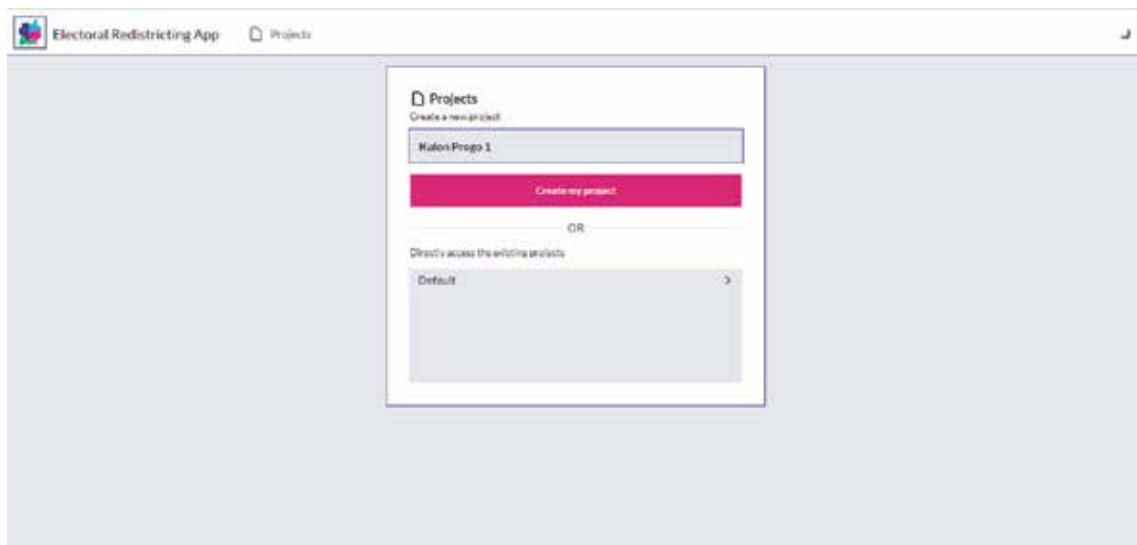 Electoral Redistricting App
Projects
Projects
Create a new project
Kulon Progo 1
Create my project
OR
Directly access the existing projects
Default